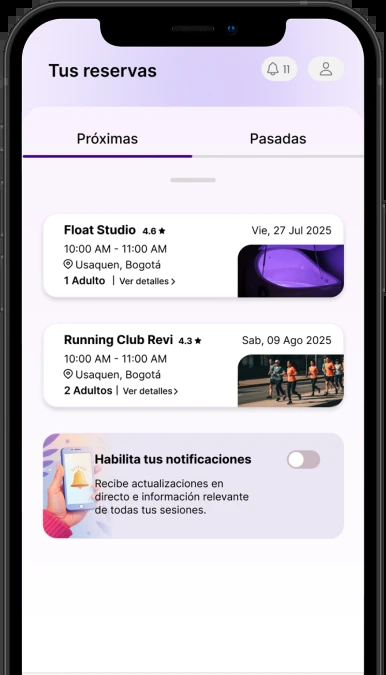 Tus reservas
11
Próximas
Pasadas
Float Studio 4.6 ★
Vie, 27 Jul 2025
10:00 AM - 11:00 AM
Usaquen, Bogotá
1 Adulto | Ver detalles >
Running Club Revi 4.3 ★
Sab, 09 Ago 2025
10:00 AM - 11:00 AM
Usaquen, Bogotá
2 Adultos | Ver detalles >
Habilita tus notificaciones
Recibe actualizaciones en
directo e información relevante
de todas tus sesiones.